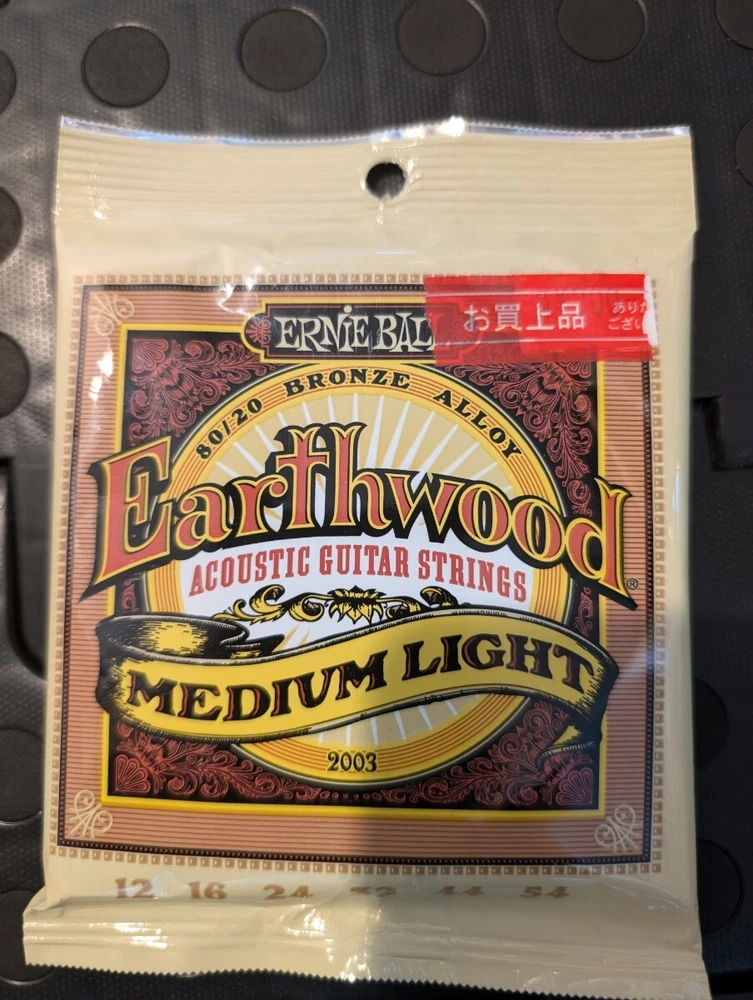 ERNIE BALL
お買上品
80/20 BRONZE ALLOY
Earthwood®
ACOUSTIC GUITAR STRINGS
MEDIUM LIGHT
2003
12 16 24 32 44 54